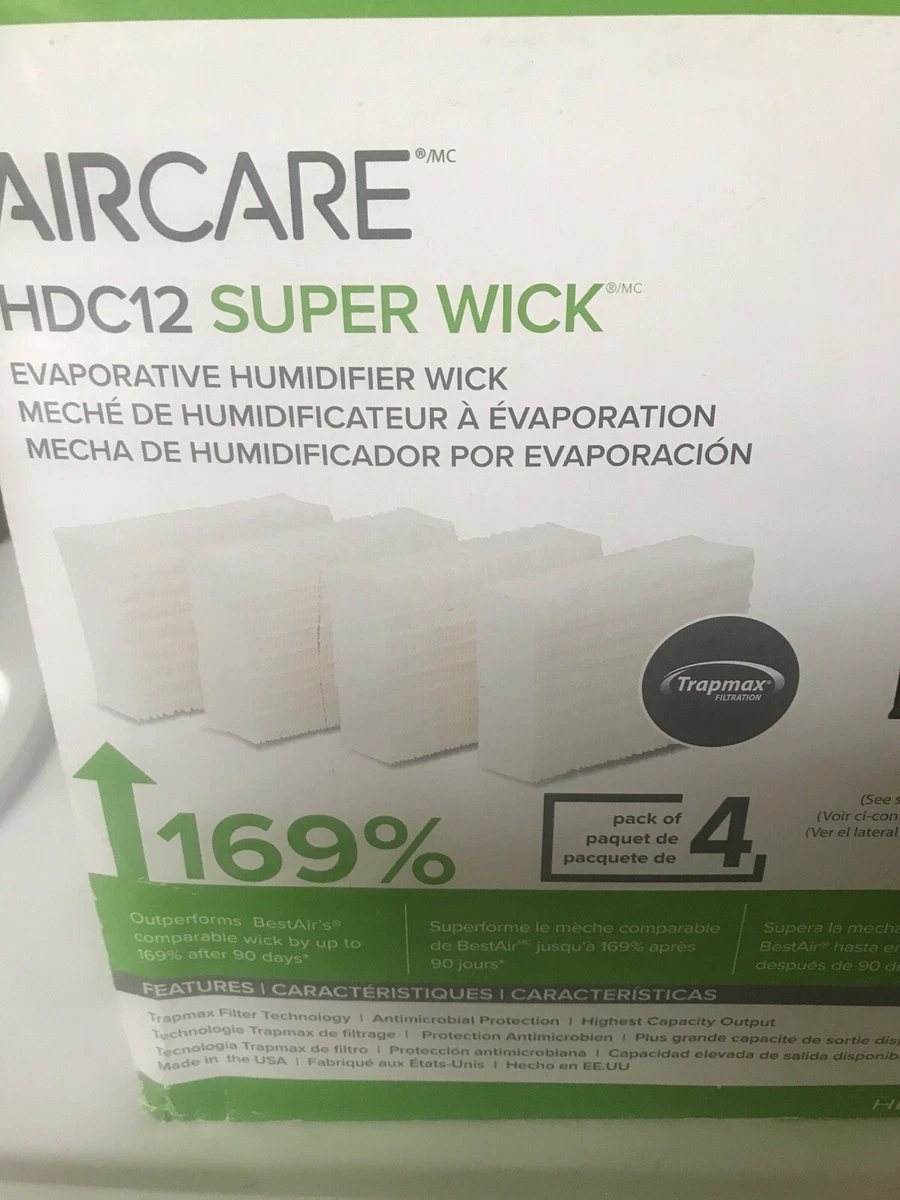 AIRCARE®/MC
HDC12 SUPER WICK®/MC
EVAPORATIVE HUMIDIFIER WICK
MECHÉ DE HUMIDIFICATEUR À ÉVAPORATION
MECHA DE HUMIDIFICADOR POR EVAPORACIÓN
Trapmax®
FILTRATION
169%
pack of
paquet de
pacquete de
4
(See
(Voir ci-con
(Ver el lateral
Outperforms BestAir's®
comparable wick by up to
169% after 90 days*
Superforme le mèche comparable
de BestAir MC jusqu'à 169% après
90 jours*
Supera la mecha
BestAir® hasta en
después de 90 d
FEATURES | CARACTÉRISTIQUES | CARACTERÍSTICAS
Trapmax Filter Technology | Antimicrobial Protection | Highest Capacity Output
Technologie Trapmax de filtrage | Protection Antimicrobien | Plus grande capacité de sortie dis
Tecnología Trapmax de filtro | Protección antimicrobiana | Capacidad elevada de salida disponib
Made in the USA | Fabriqué aux États-Unis | Hecho en EE.UU